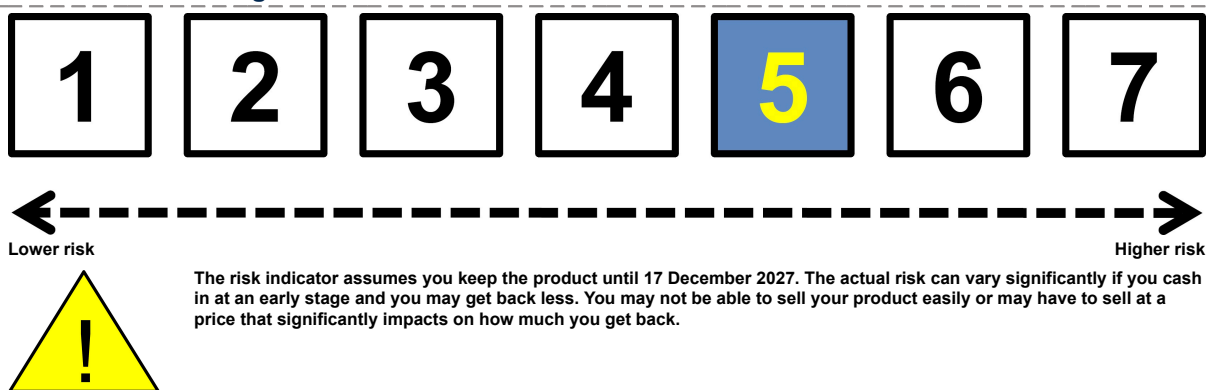 1 2 3 4 5 6 7
Lower risk Higher risk
The risk indicator assumes you keep the product until 17 December 2027. The actual risk can vary significantly if you cash
in at an early stage and you may get back less. You may not be able to sell your product easily or may have to sell at a
price that significantly impacts on how much you get back.
!